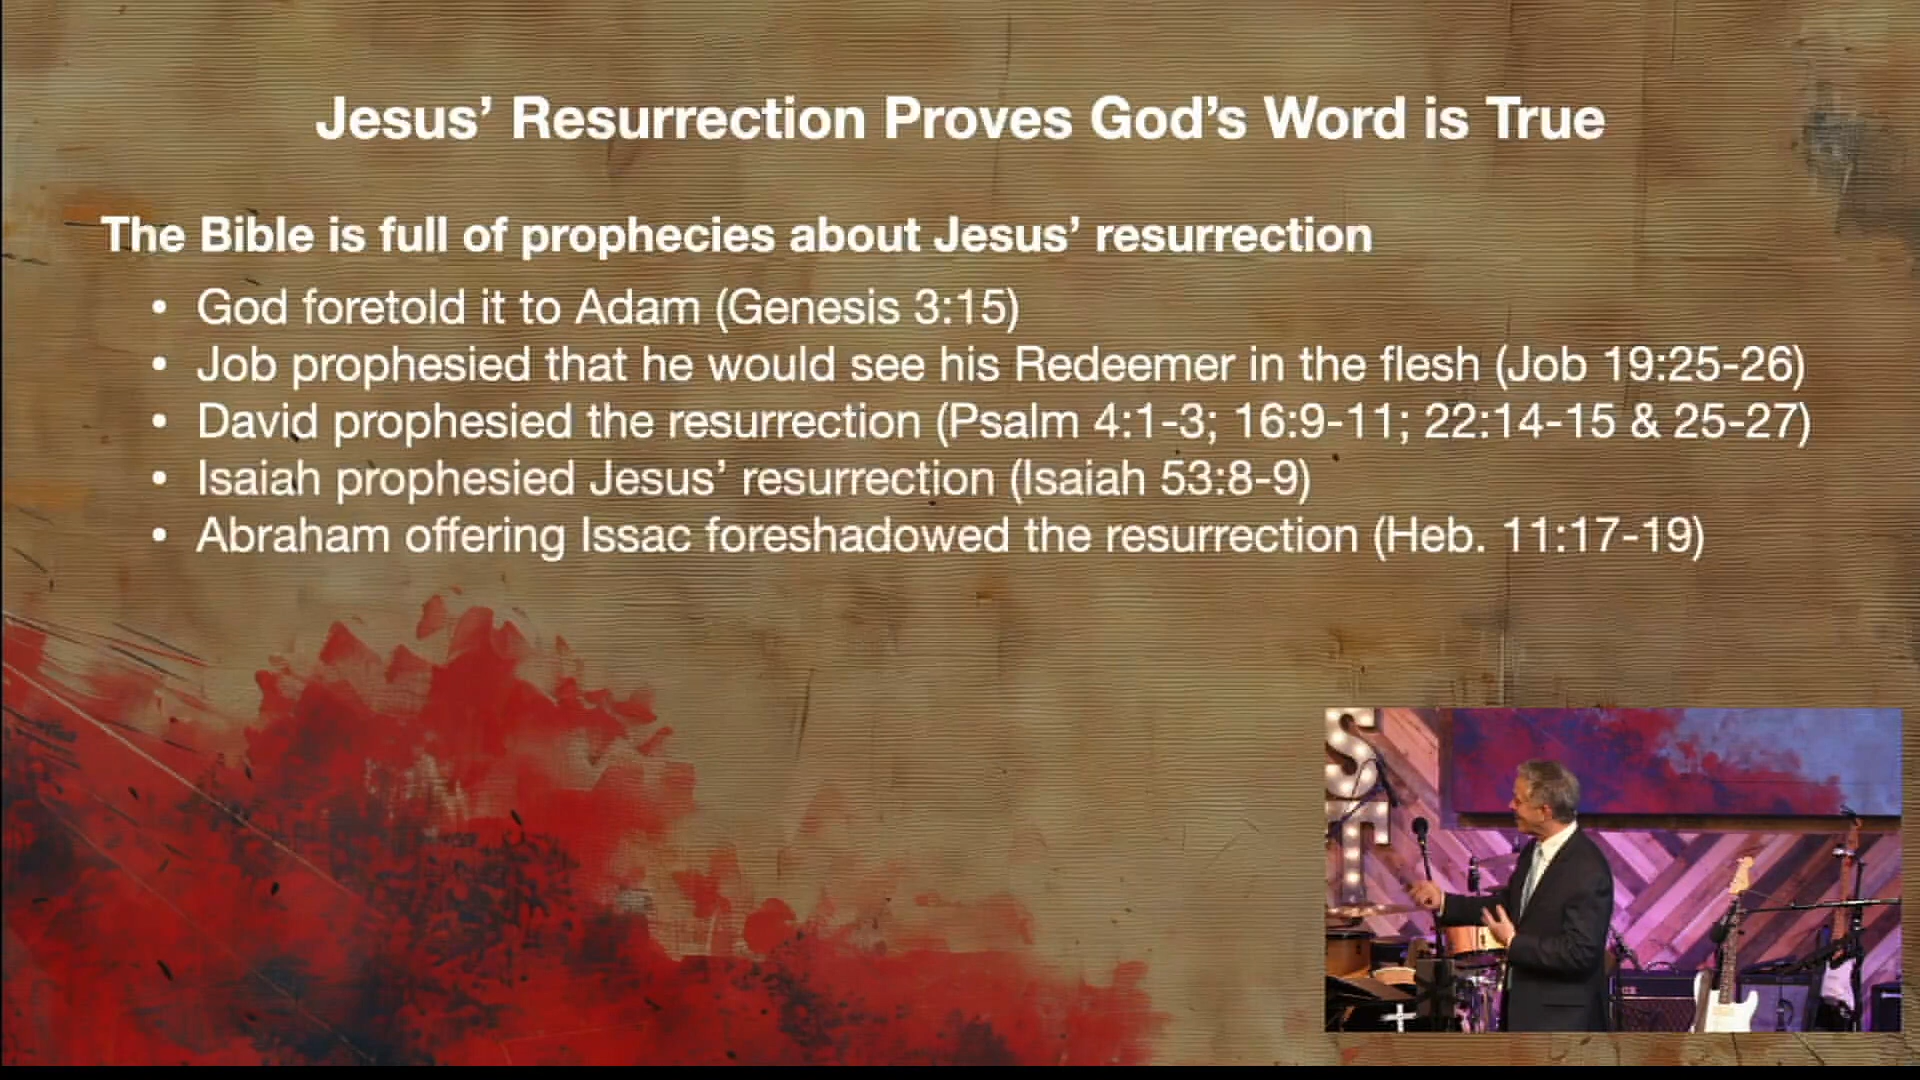 Jesus’ Resurrection Proves God’s Word is True
The Bible is full of prophecies about Jesus’ resurrection
• God foretold it to Adam (Genesis 3:15)
• Job prophesied that he would see his Redeemer in the flesh (Job 19:25-26)
• David prophesied the resurrection (Psalm 4:1-3; 16:9-11; 22:14-15 & 25-27)
• Isaiah prophesied Jesus’ resurrection (Isaiah 53:8-9)
• Abraham offering Issac foreshadowed the resurrection (Heb. 11:17-19)